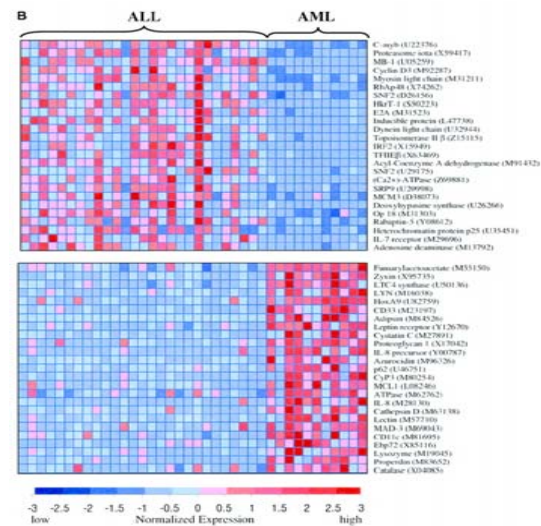 B
ALL AML
C-myb (U22376)
Proteasome iota (X59417)
MB-1 (U05259)
Cyclin D3 (M92287)
Myosin light chain (M31211)
RbAp48 (X74262)
SNF2 (D26156)
HkrT-1 (S50223)
E2A (M31523)
Inducible protein (L47738)
Dynein light chain (U32944)
Topoisomerase II β (Z15115)
IRF2 (X15949)
TFIIEβ (X63469)
Acyl-Coenzyme A dehydrogenase (M91432)
SNF2 (U29175)
(Ca2+)-ATPase (Z69881)
SRP9 (U20998)
MCM3 (D38073)
Deoxyhypusine synthase (U26266)
Op 18 (M31303)
Rabaptin-5 (Y08612)
Heterochromatin protein p25 (U35451)
IL-7 receptor (M29696)
Adenosine deaminase (M13792)
Fumarylacetoacetate (M55150)
Zyxin (X95735)
LTC4 synthase (U50136)
LYN (M16038)
HoxA9 (U82759)
CD33 (M23197)
Adipsin (M84526)
Leptin receptor (Y12670)
Cystatin C (M27891)
Proteoglycan 1 (X17042)
IL-8 precursor (Y00787)
Azurocidin (M96326)
p62 (U46751)
CyP3 (M80254)
MCL1 (L08246)
ATPase (M62762)
IL-8 (M28130)
Cathepsin D (M63138)
Lectin (M57710)
MAD-3 (M69043)
CD11c (M81695)
Ebp72 (X85116)
Lysozyme (M19045)
Properdin (M83652)
Catalase (X04085)
-3 -2.5 -2 -1.5 -1 -0.5 0 0.5 1 1.5 2 2.5 3
low Normalized Expression high